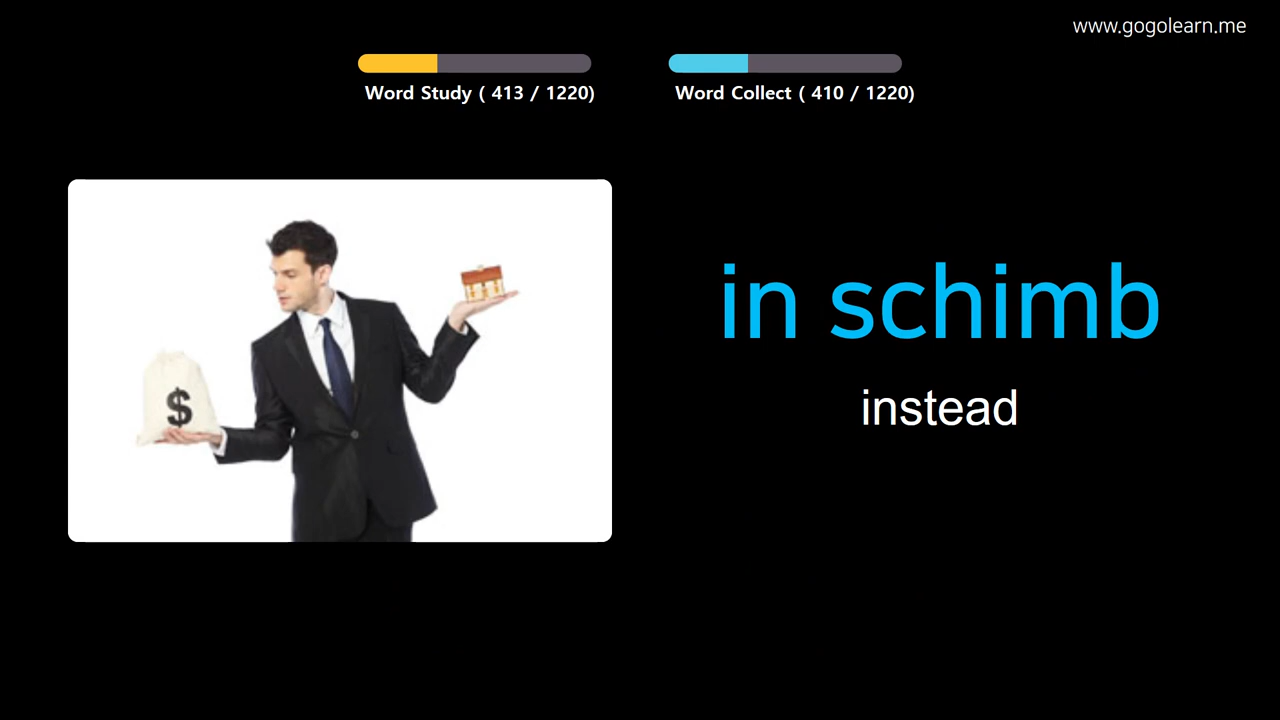 www.gogolearn.me
Word Study ( 413 / 1220)
Word Collect ( 410 / 1220)
$
in schimb
instead